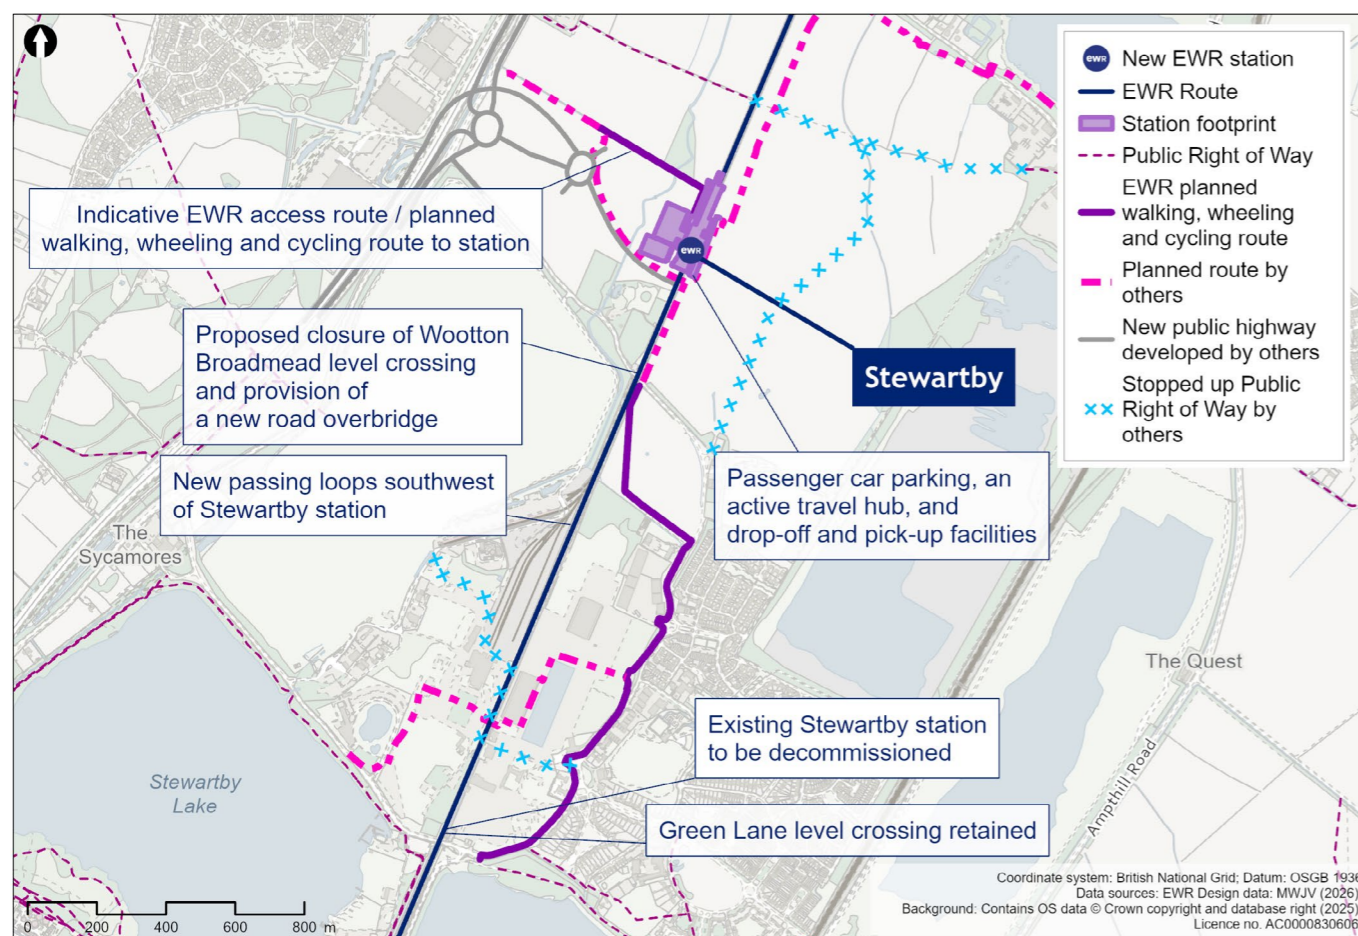 ewr
New EWR station
EWR Route
Station footprint
Public Right of Way
EWR planned
walking, wheeling
and cycling route
Planned route by
others
New public highway
developed by others
Stopped up Public
Right of Way by
others
Indicative EWR access route / planned
walking, wheeling and cycling route to station
ewr
Proposed closure of Wootton
Broadmead level crossing
and provision of
a new road overbridge
Stewartby
New passing loops southwest
of Stewartby station
Passenger car parking, an
active travel hub, and
drop-off and pick-up facilities
The
Sycamores
The Quest
Existing Stewartby station
to be decommissioned
Stewartby
Lake
Ampthill Road
Green Lane level crossing retained
Coordinate system: British National Grid; Datum: OSGB 1936
Data sources: EWR Design data: MWJV (2026)
Background: Contains OS data © Crown copyright and database right (2025)
Licence no. AC0000830606
0 200 400 600 800 m